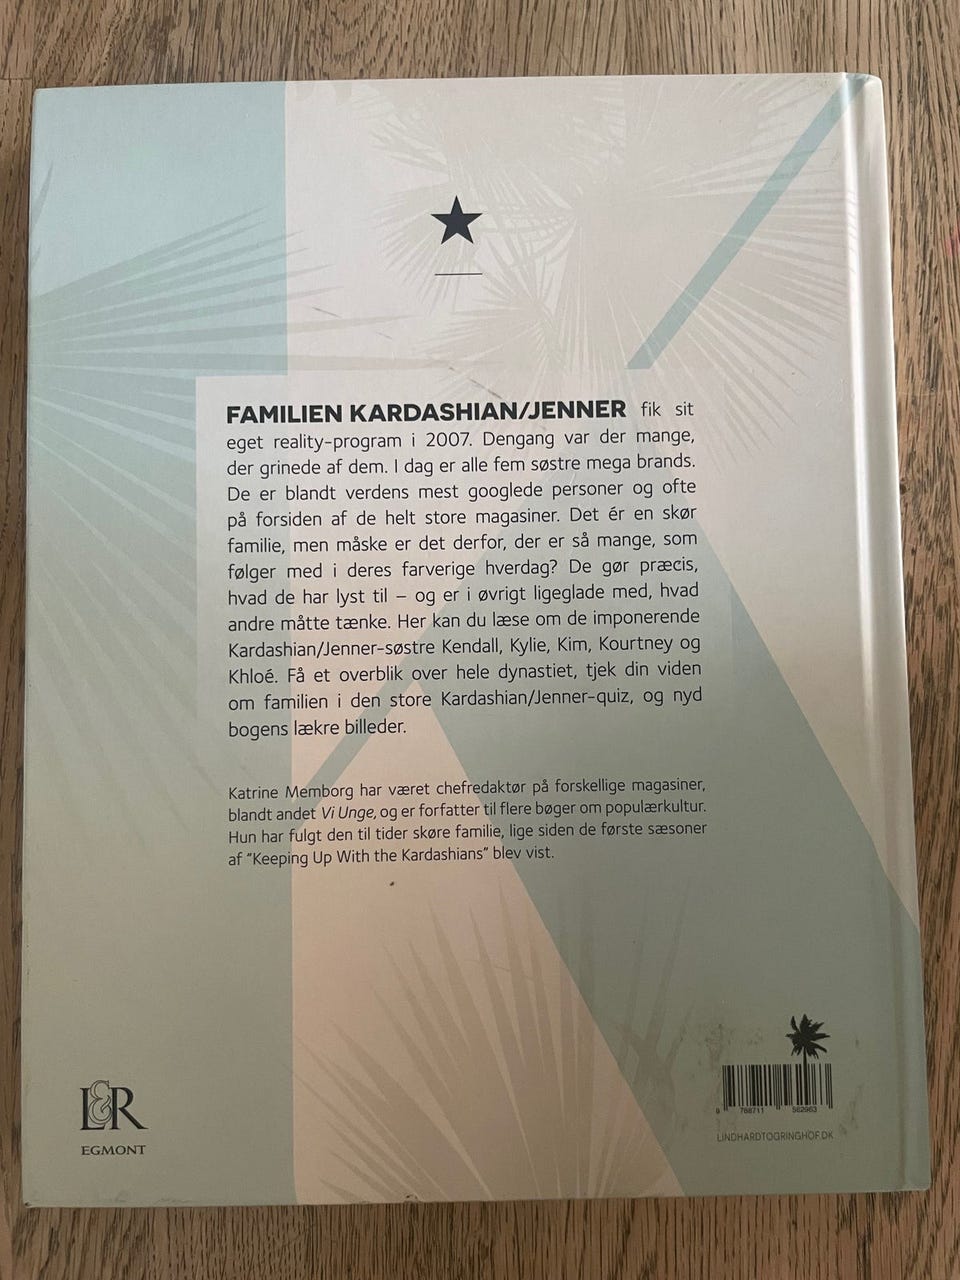 FAMILIEN KARDASHIAN/JENNER fik sit
eget reality-program i 2007. Dengang var der mange,
der grinede af dem. I dag er alle fem søstre mega brands.
De er blandt verdens mest googlede personer og ofte
på forsiden af de helt store magasiner. Det ér en skør
familie, men måske er det derfor, der er så mange, som
følger med i deres farverige hverdag? De gør præcis,
hvad de har lyst til – og er i øvrigt ligeglade med, hvad
andre måtte tænke. Her kan du læse om de imponerende
Kardashian/Jenner-søstre Kendall, Kylie, Kim, Kourtney og
Khloé. Få et overblik over hele dynastiet, tjek din viden
om familien i den store Kardashian/Jenner-quiz, og nyd
bogens lækre billeder.
Katrine Memborg har været chefredaktør på forskellige magasiner,
blandt andet Vi Unge, og er forfatter til flere bøger om populærkultur.
Hun har fulgt den til tider skøre familie, lige siden de første sæsoner
af "Keeping Up With the Kardashians" blev vist.
L&R
EGMONT
9 788711 562963
LINDHARDTOGRINGHOF.DK